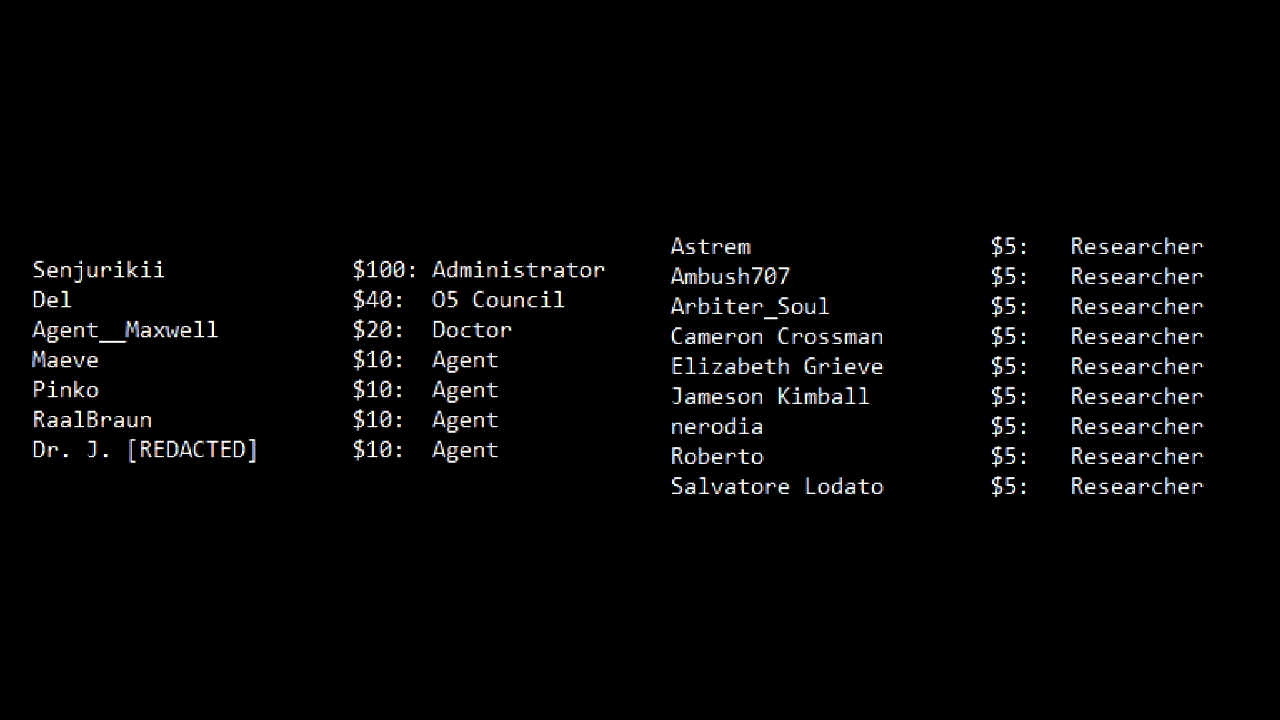 Senjurikii $100: Administrator
Del $40: O5 Council
Agent__Maxwell $20: Doctor
Maeve $10: Agent
Pinko $10: Agent
RaalBraun $10: Agent
Dr. J. [REDACTED] $10: Agent
Astrem $5: Researcher
Ambush707 $5: Researcher
Arbiter_Soul $5: Researcher
Cameron Crossman $5: Researcher
Elizabeth Grieve $5: Researcher
Jameson Kimball $5: Researcher
nerodia $5: Researcher
Roberto $5: Researcher
Salvatore Lodato $5: Researcher